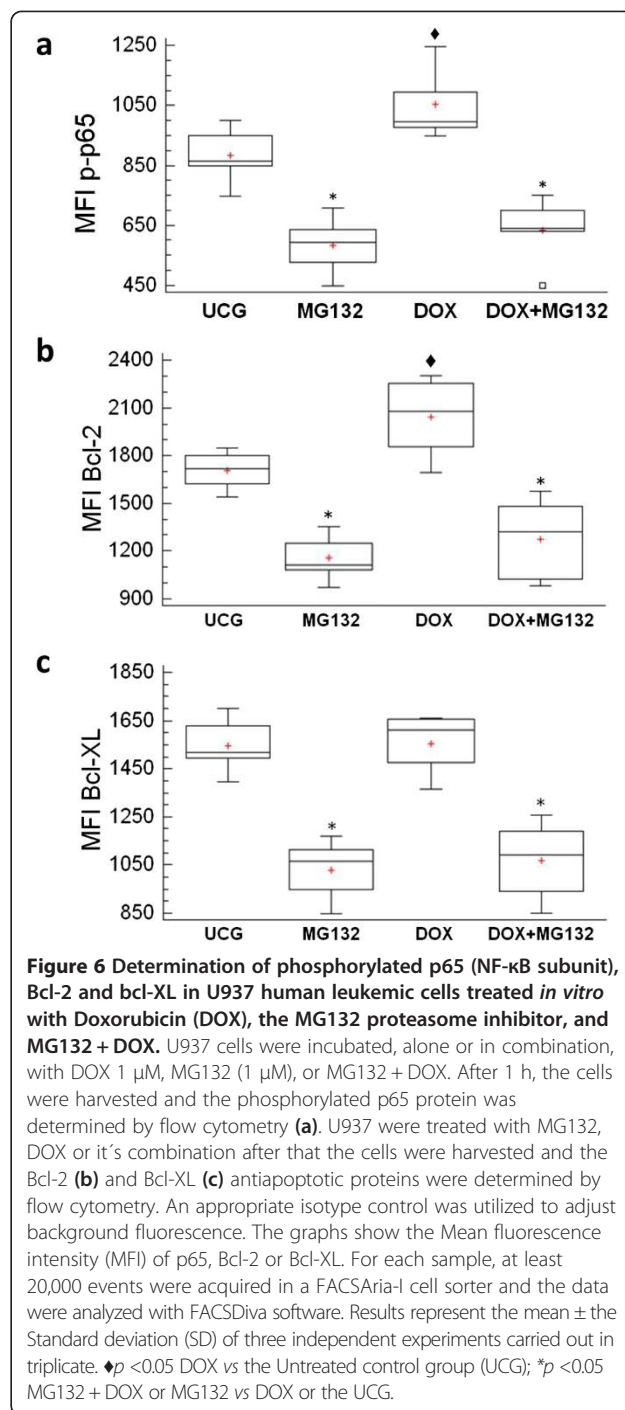 a
1250
1050
850
650
450
MFI p-p65
♦
*
*
UCG MG132 DOX DOX+MG132
b
2400
2100
1800
1500
1200
900
MFI Bcl-2
♦
*
*
UCG MG132 DOX DOX+MG132
c
1850
1650
1450
1250
1050
850
MFI Bcl-XL
*
*
UCG MG132 DOX DOX+MG132
Figure 6 Determination of phosphorylated p65 (NF-κB subunit),
Bcl-2 and bcl-XL in U937 human leukemic cells treated in vitro
with Doxorubicin (DOX), the MG132 proteasome inhibitor, and
MG132 + DOX. U937 cells were incubated, alone or in combination,
with DOX 1 μM, MG132 (1 μM), or MG132 + DOX. After 1 h, the cells
were harvested and the phosphorylated p65 protein was
determined by flow cytometry (a). U937 were treated with MG132,
DOX or it´s combination after that the cells were harvested and the
Bcl-2 (b) and Bcl-XL (c) antiapoptotic proteins were determined by
flow cytometry. An appropriate isotype control was utilized to adjust
background fluorescence. The graphs show the Mean fluorescence
intensity (MFI) of p65, Bcl-2 or Bcl-XL. For each sample, at least
20,000 events were acquired in a FACSAria-I cell sorter and the data
were analyzed with FACSDiva software. Results represent the mean ± the
Standard deviation (SD) of three independent experiments carried out in
triplicate. ♦p <0.05 DOX vs the Untreated control group (UCG); *p <0.05
MG132 + DOX or MG132 vs DOX or the UCG.